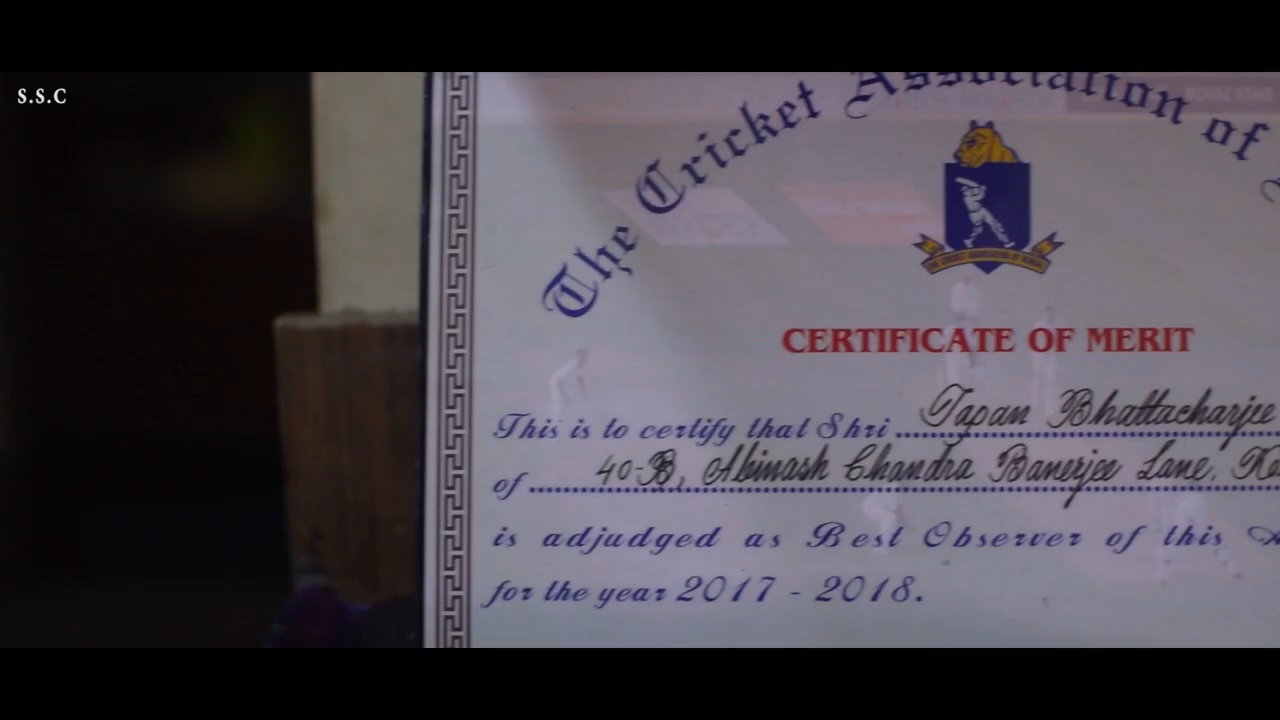 S.S.C
The Cricket Association of
CERTIFICATE OF MERIT
This is to certify that Shri Tapan Bhattacharjee
of 40-B, Abinash Chandra Banerjee Lane,
is adjudged as Best Observer of this
for the year 2017 - 2018.